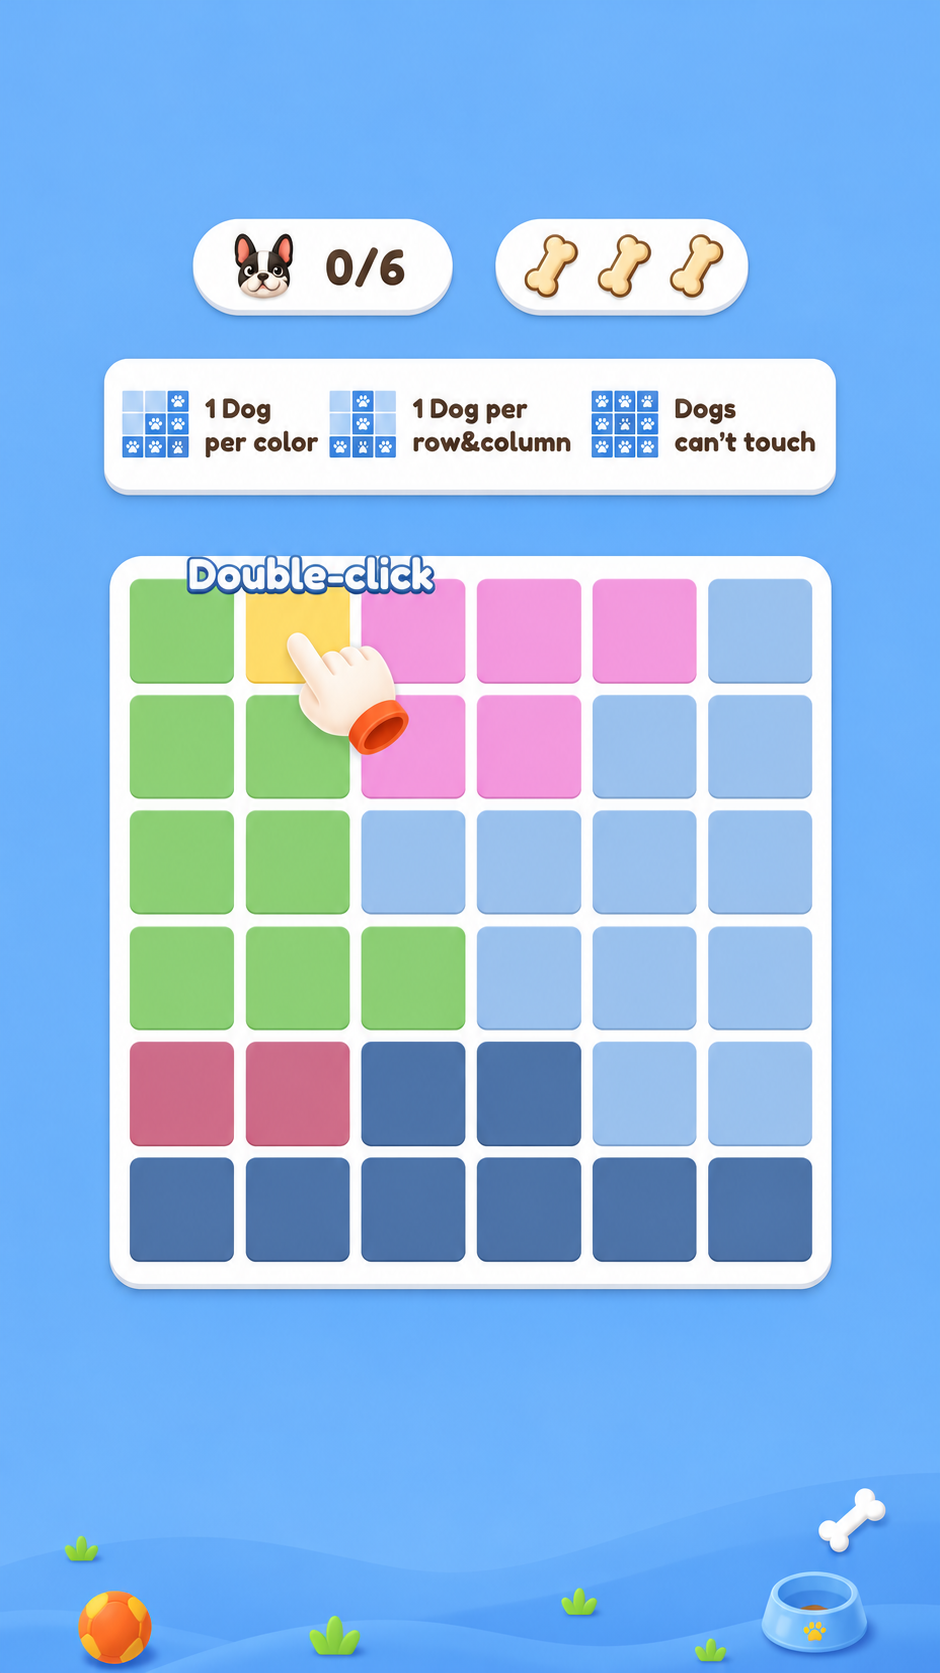 0/6
1 Dog
per color
1 Dog per
row&column
Dogs
can't touch
Double-click